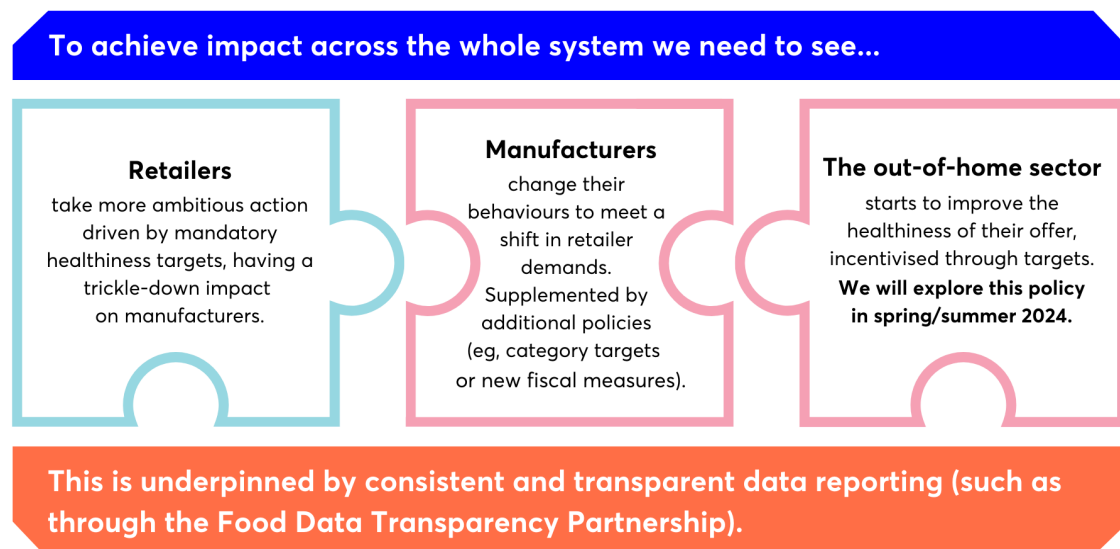 To achieve impact across the whole system we need to see...
Retailers
take more ambitious action
driven by mandatory
healthiness targets, having a
trickle-down impact
on manufacturers.
Manufacturers
change their
behaviours to meet a
shift in retailer
demands.
Supplemented by
additional policies
(eg, category targets
or new fiscal measures).
The out-of-home sector
starts to improve the
healthiness of their offer,
incentivised through targets.
We will explore this policy
in spring/summer 2024.
This is underpinned by consistent and transparent data reporting (such as
through the Food Data Transparency Partnership).